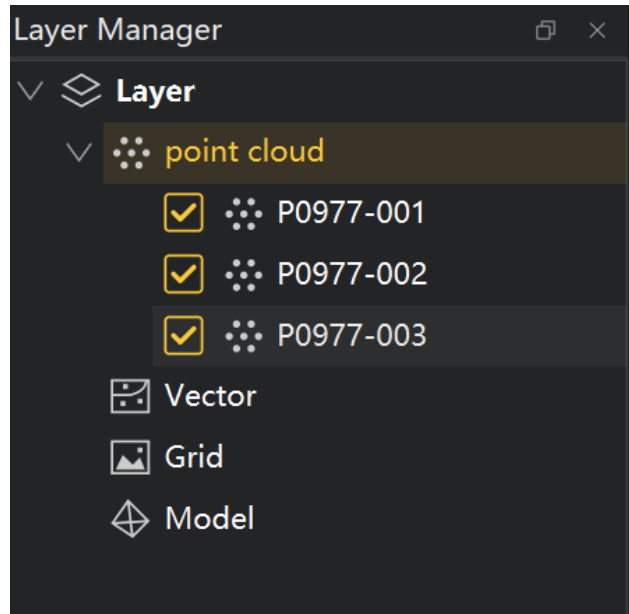 Layer Manager
Layer
point cloud
P0977-001
P0977-002
P0977-003
Vector
Grid
Model